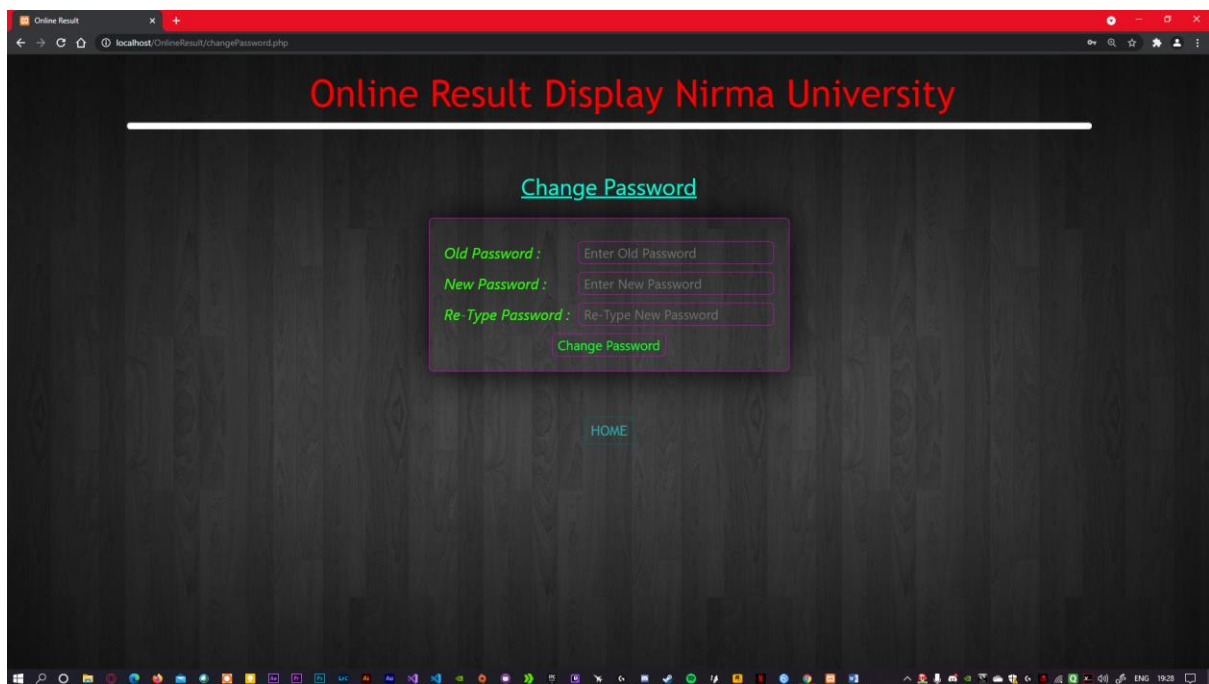 Online Result
localhost/OnlineResult/changePassword.php
Online Result Display Nirma University
Change Password
Old Password : Enter Old Password
New Password : Enter New Password
Re-Type Password : Re-Type New Password
Change Password
HOME
ENG 19:28